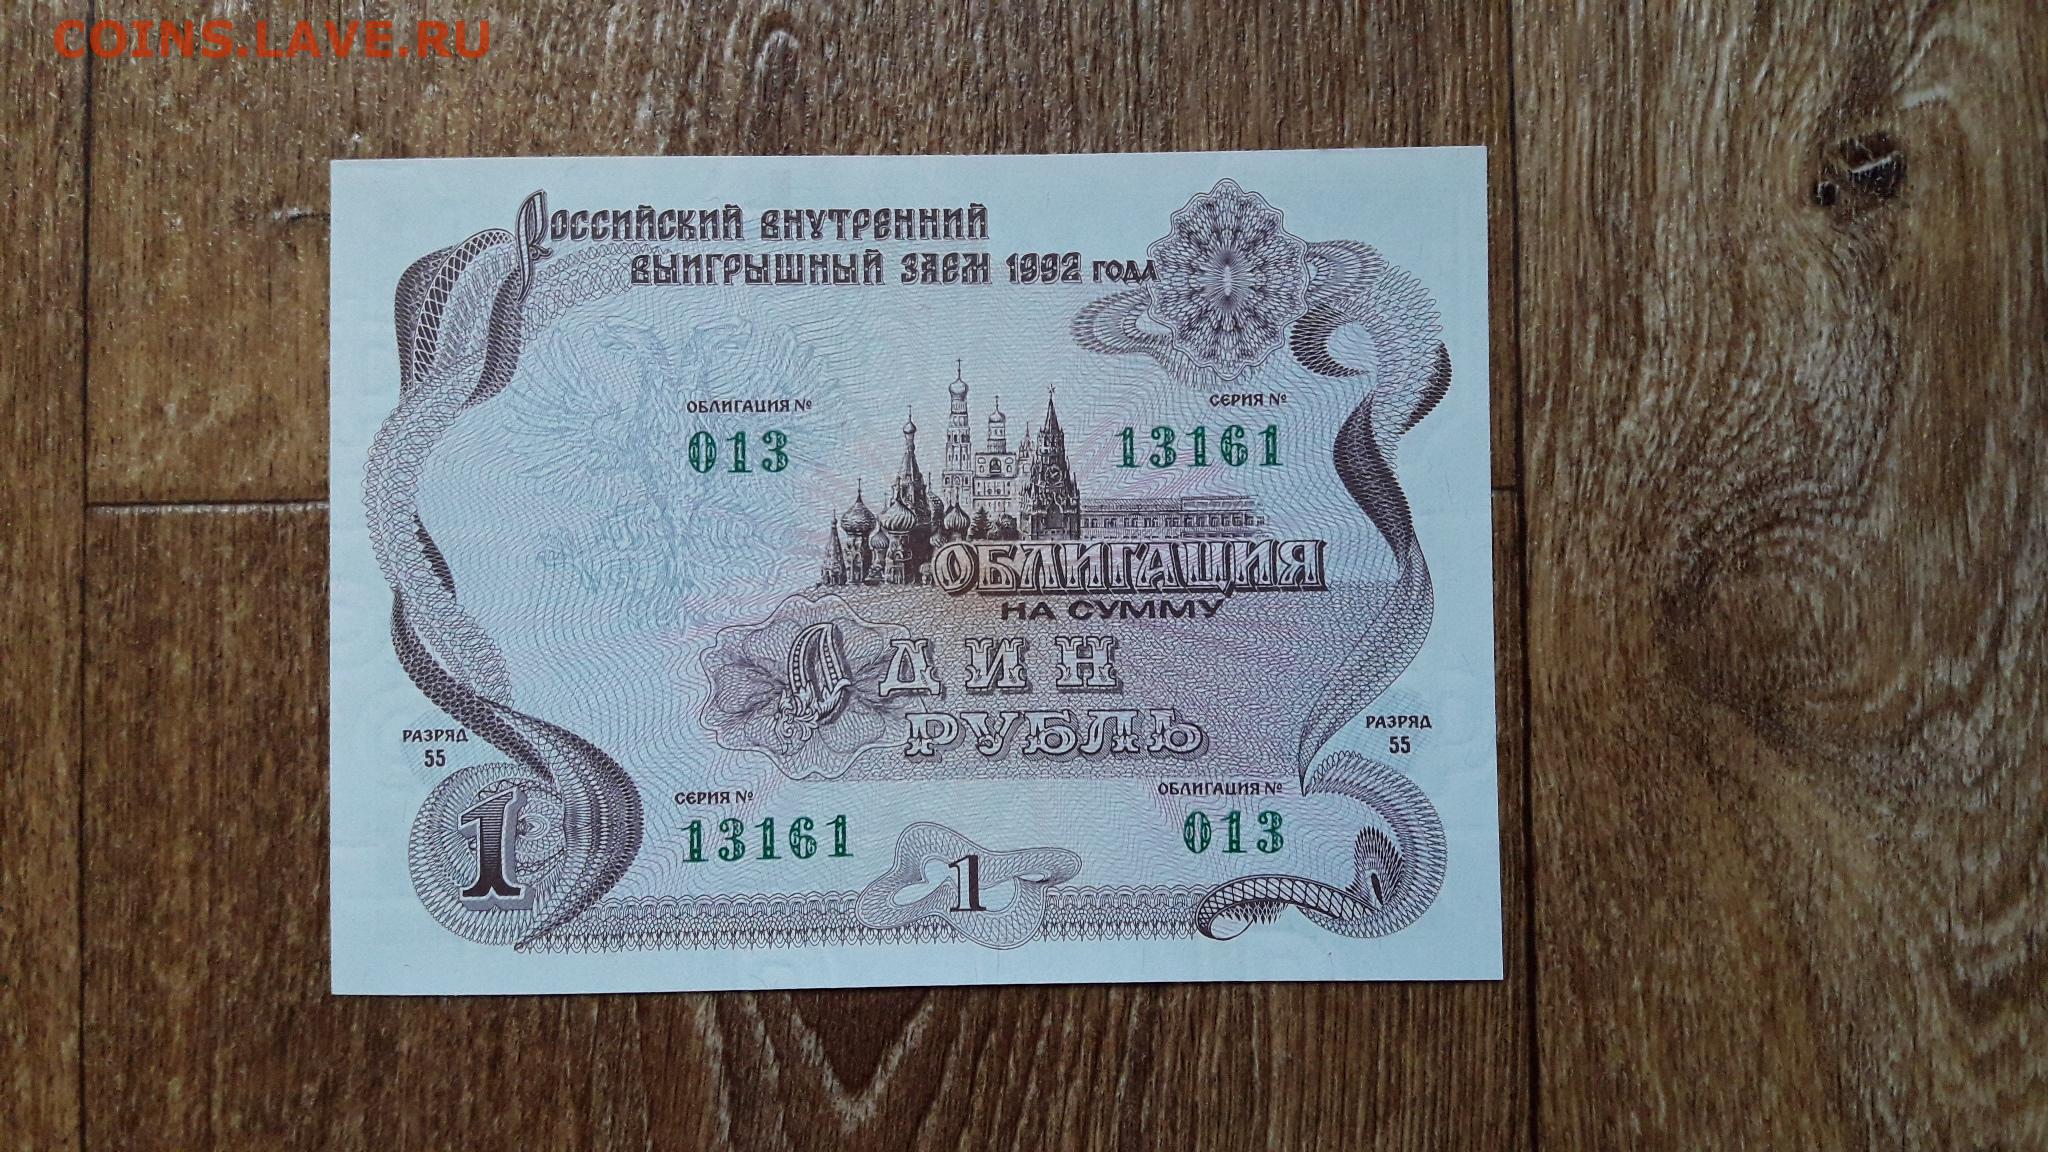 COINS.LAVE.RU
Российский внутренний
выигрышный заем 1992 года
ОБЛИГАЦИЯ №
СЕРИЯ №
013
13161
ОБЛИГАЦИЯ
НА СУММУ
Один
рубль
РАЗРЯД
55
РАЗРЯД
55
СЕРИЯ №
ОБЛИГАЦИЯ №
13161
013
1
1